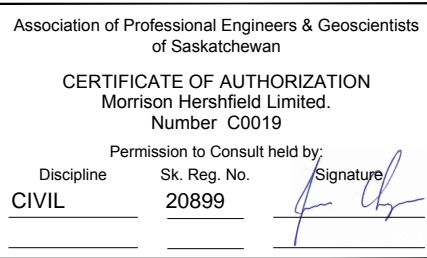 Association of Professional Engineers & Geoscientists
of Saskatchewan
CERTIFICATE OF AUTHORIZATION
Morrison Hershfield Limited.
Number C0019
Permission to Consult held by:
Discipline Sk. Reg. No. Signature
CIVIL 20899